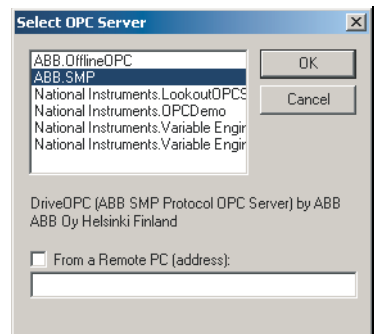 Select OPC Server
ABB.OfflineOPC
ABB.SMP
National Instruments.LookoutOPCS
National Instruments.OPCDemo
National Instruments.Variable Engir
National Instruments.Variable Engir
OK
Cancel
DriveOPC (ABB SMP Protocol OPC Server) by ABB
ABB Oy Helsinki Finland
From a Remote PC (address):